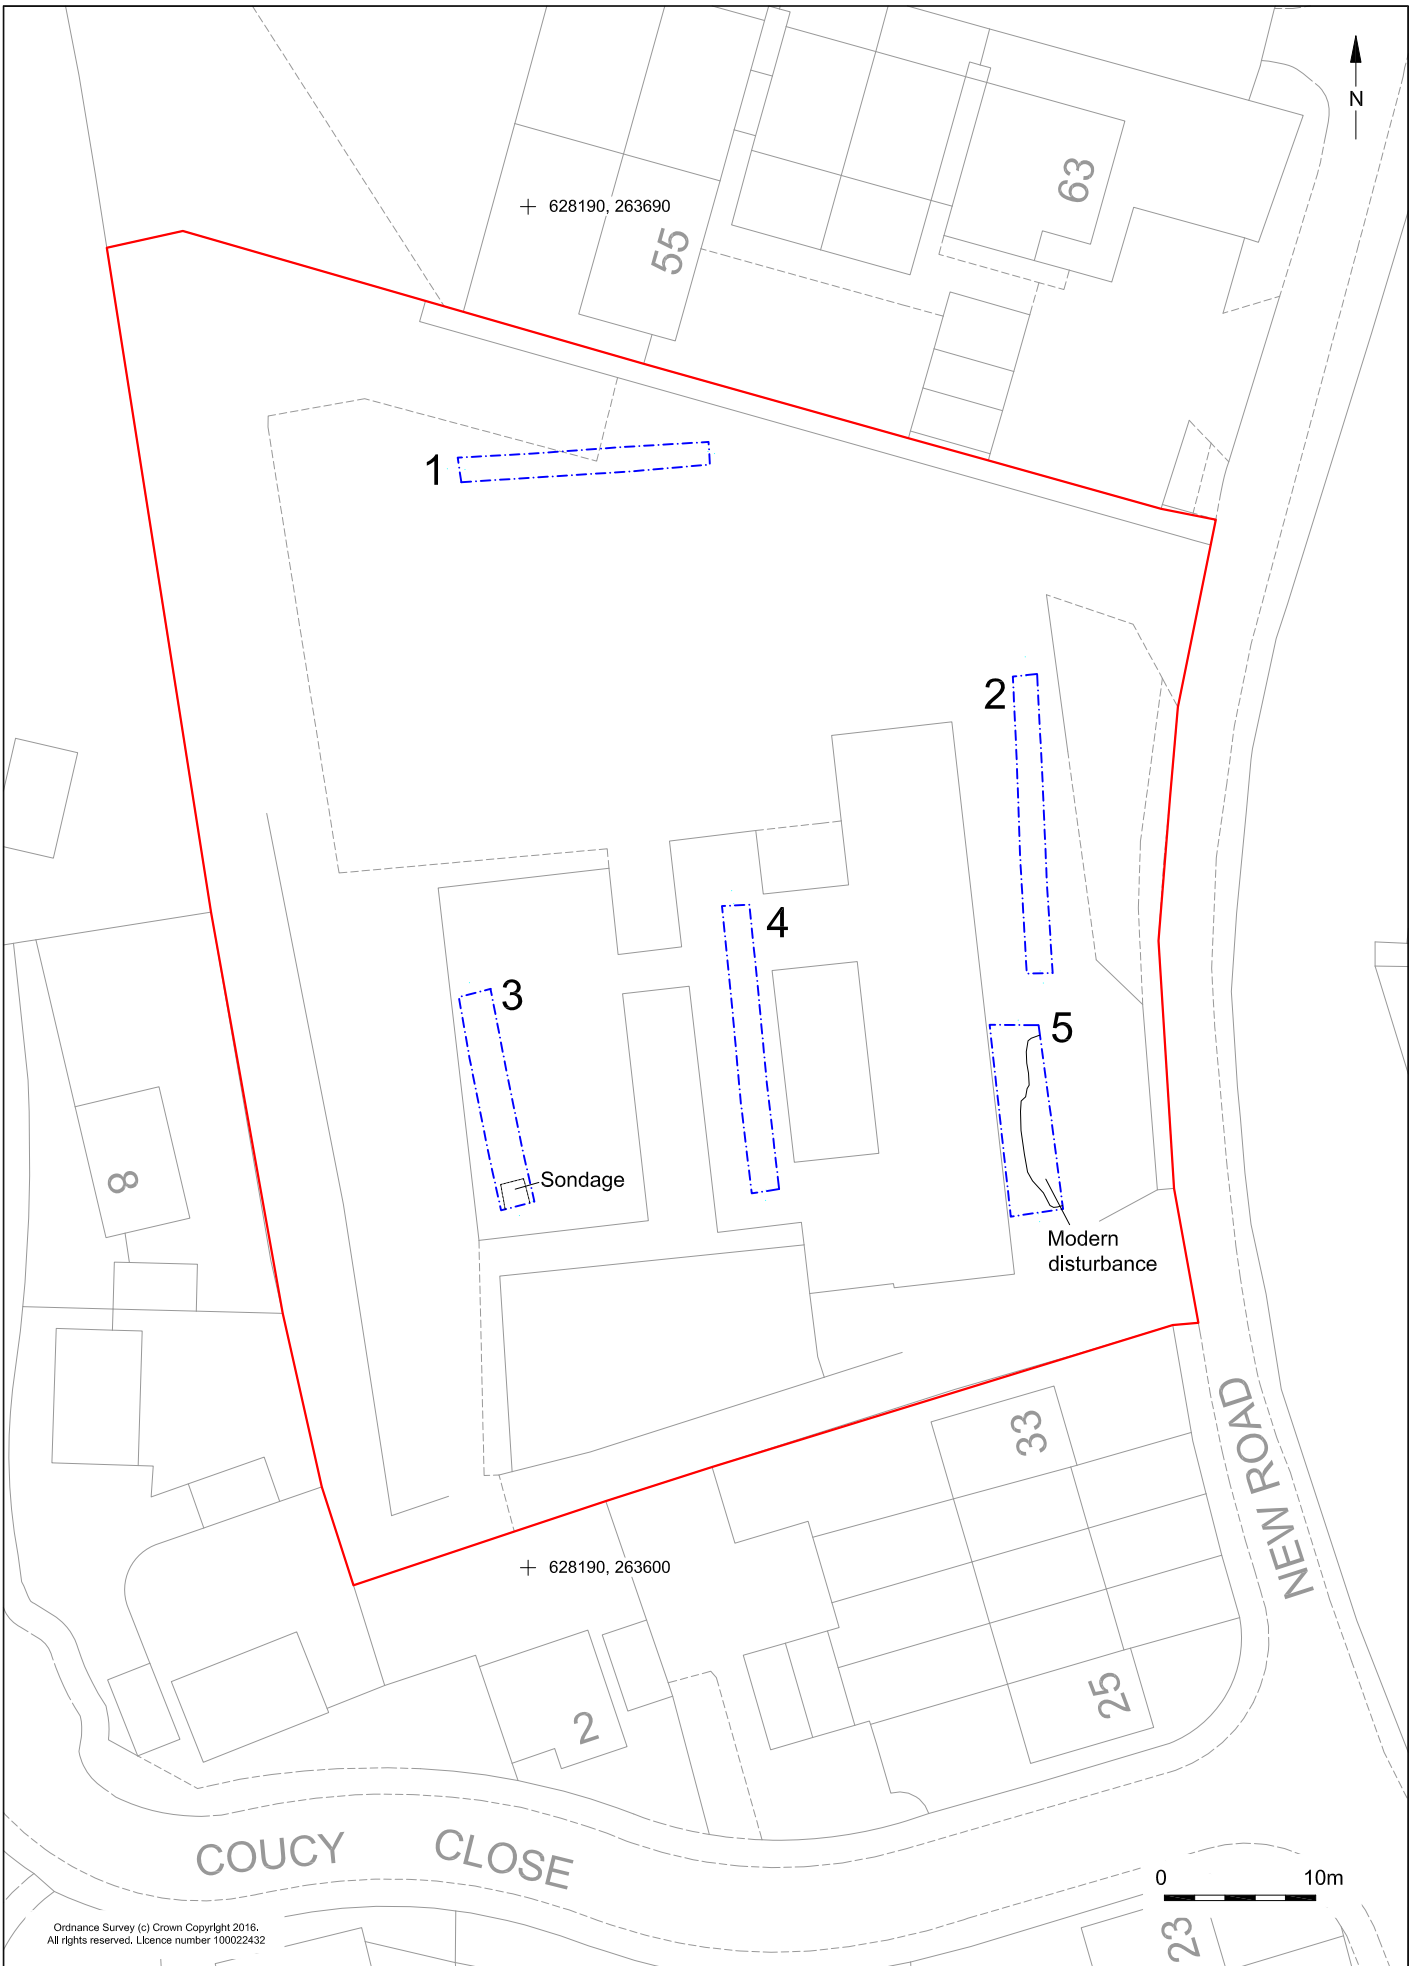 N
63
628190, 263690
55
1
2
4
3
5
Sondage
8
Modern
disturbance
33
NEW ROAD
628190, 263600
25
2
COUCY CLOSE
0 10m
23
Ordnance Survey (c) Crown Copyright 2016.
All rights reserved. Licence number 100022432